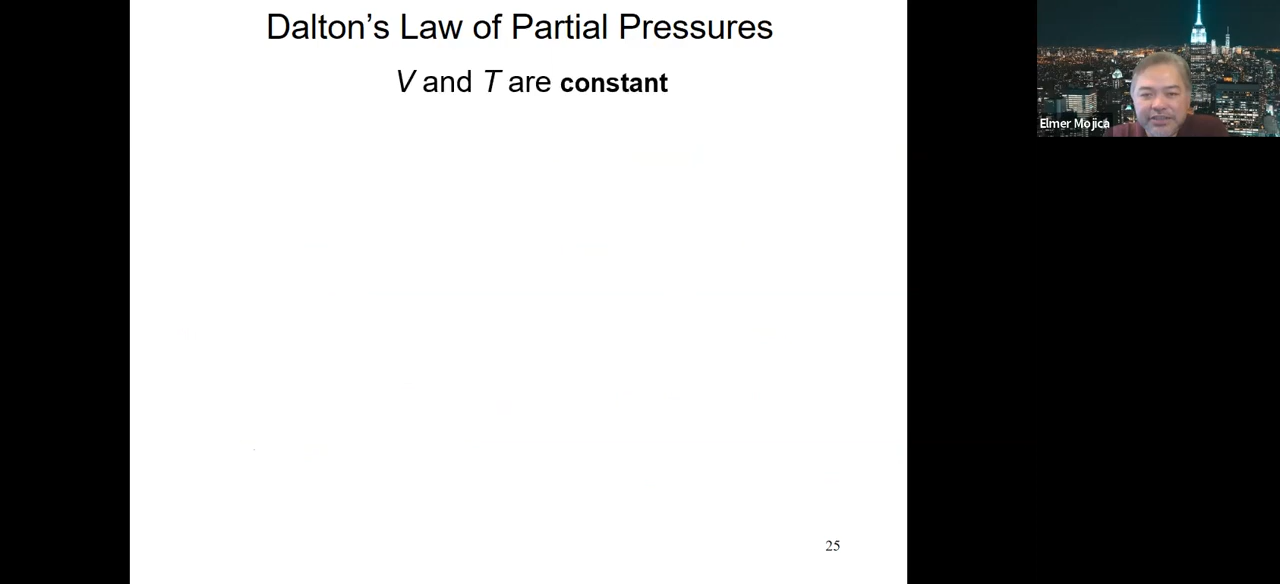 Dalton’s Law of Partial Pressures
V and T are constant
Elmer Mojica
25